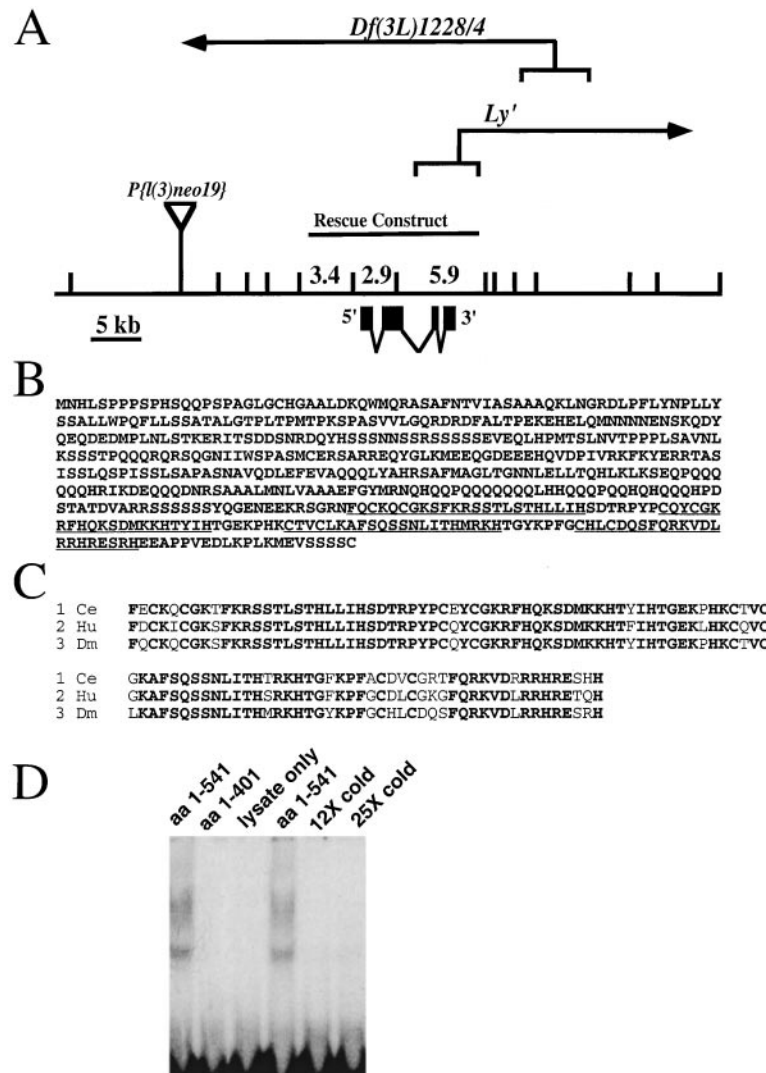 A
Df(3L)1228/4
Ly'
P{l(3)neo19}
Rescue Construct
3.4 2.9 5.9
5 kb
5' 3'
B
MNHLSPPPSPHSQQPSPAGLGCHGAALDKQWMQRASAFNTVIASAAAQKLNGRDLPFLYNPLLY
SSALLWPQFLLSSATALGTPLTPMTPKSPASVVLGQRDRDFALTPEKEHELQMNNNNENSKQDY
QEQDEDMPLNLSTKERITSDDSNRDQYHSSSNNSSRSSSSSEVEQLHPMTSLNVTPPPLSAVNL
KSSSTPQQQRQRSQGNIIWSPASMCERSARREQYGLKMEEQGDEEEHQVDPIVRKFKYERRTAS
ISSLQSPISSLSAPASNAVQDLEFEVAQQQLYAHRSAFMAGLTGNNLELLTQHLKLKSEQPQQQ
QQQHRIKDEQQQDNRSAAALMNLVAAAEFGYMRNQHQQPQQQQQQLHHQQQPQQHQHQQQHPD
STATDVARRSSSSSSYQGENEEKRSGRNFQCKQCGKSFKRSSTLSTHLLIHSDTRPYPCQYCGK
RFHQKSDMKKHTYIHTGEKPHKCTVCLKAFSQSSNLITHMRKHTGYKPFGCHLCDQSFQRKVDL
RRHRESRHEEAPPVEDLKPLKMEVSSSSC
C
1 Ce FECKQCGKTFKRSSTLSTHLLIHSDTRPYPCEYCGKRFHQKSDMKKHTYIHTGEKPHKCTVC
2 Hu FDCKICGKSFKRSSTLSTHLLIHSDTRPYPCQYCGKRFHQKSDMKKHTFIHTGEKLHKCQVC
3 Dm FQCKQCGKSFKRSSTLSTHLLIHSDTRPYPCQYCGKRFHQKSDMKKHTYIHTGEKPHKCTVC
1 Ce GKAFSQSSNLITHTRKHTGFKPFACDVCGRTFQRKVDRRRHRESHH
2 Hu GKAFSQSSNLITHSRKHTGFKPFGCDLCGKGFQRKVDLRRHRETQH
3 Dm LKAFSQSSNLITHMRKHTGYKPFGCHLCDQSFQRKVDLRRHRESRH
D
aa 1-541 aa 1-401 lysate only aa 1-541 12X cold 25X cold